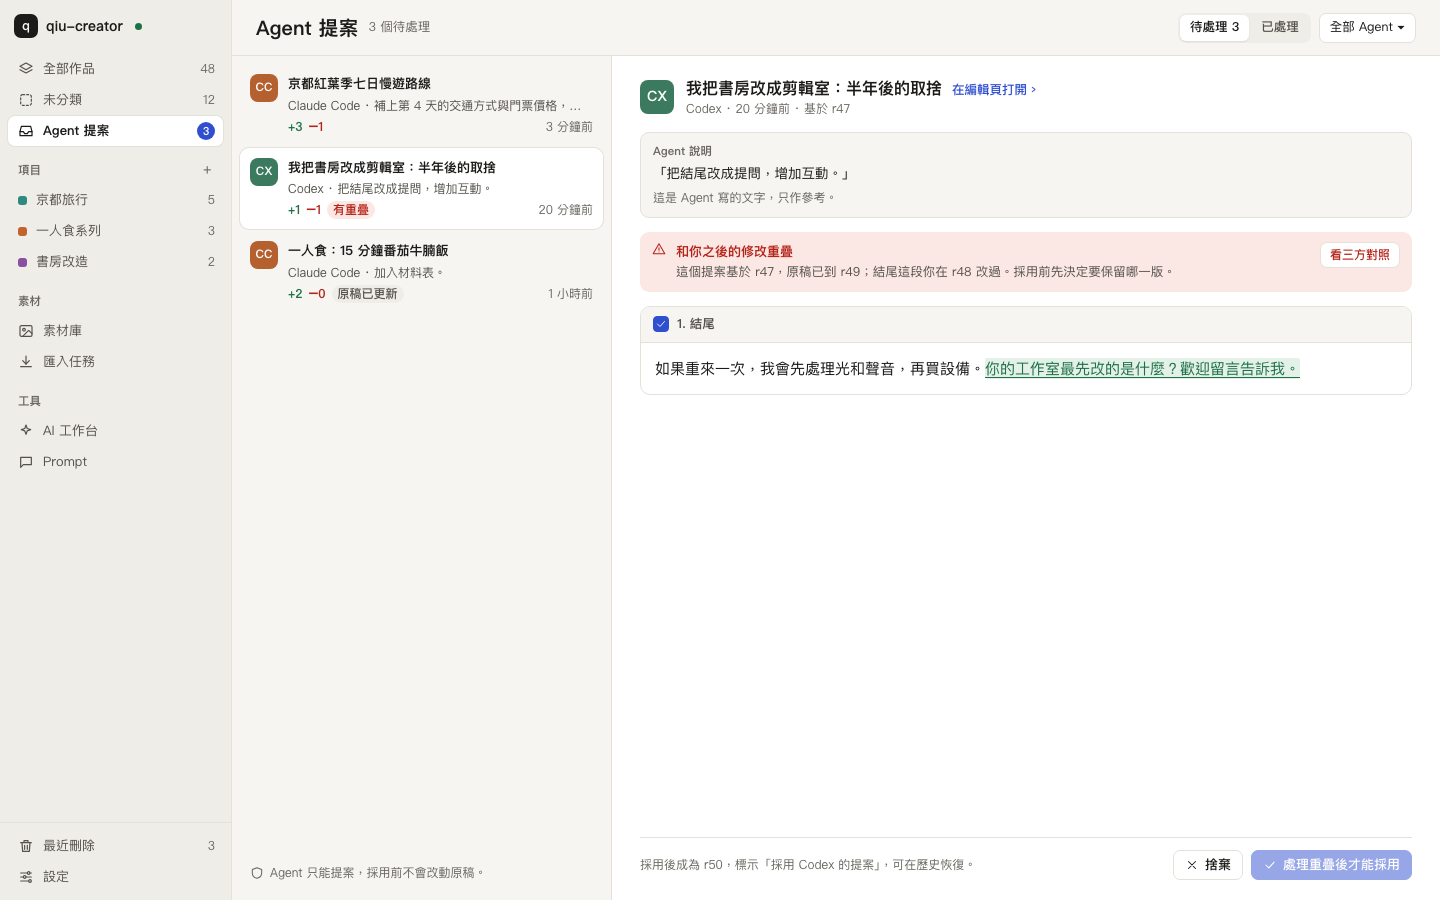 q qiu-creator
全部作品 48
未分類 12
Agent 提案 3
項目 +
京都旅行 5
一人食系列 3
書房改造 2
素材
素材庫
匯入任務
工具
AI 工作台
Prompt
最近刪除 3
設定
Agent 提案 3 個待處理
待處理 3 已處理 全部 Agent
CC 京都紅葉季七日慢遊路線
Claude Code · 補上第 4 天的交通方式與門票價格，…
+3 −1 3 分鐘前
CX 我把書房改成剪輯室：半年後的取捨
Codex · 把結尾改成提問，增加互動。
+1 −1 有重疊 20 分鐘前
CC 一人食：15 分鐘番茄牛腩飯
Claude Code · 加入材料表。
+2 −0 原稿已更新 1 小時前
Agent 只能提案，採用前不會改動原稿。
CX 我把書房改成剪輯室：半年後的取捨 在編輯頁打開 ›
Codex · 20 分鐘前 · 基於 r47
Agent 說明
「把結尾改成提問，增加互動。」
這是 Agent 寫的文字，只作參考。
和你之後的修改重疊
這個提案基於 r47，原稿已到 r49；結尾這段你在 r48 改過。採用前先決定要保留哪一版。
看三方對照
1. 結尾
如果重來一次，我會先處理光和聲音，再買設備。你的工作室最先改的是什麼？歡迎留言告訴我。
採用後成為 r50，標示「採用 Codex 的提案」，可在歷史恢復。
捨棄 處理重疊後才能採用